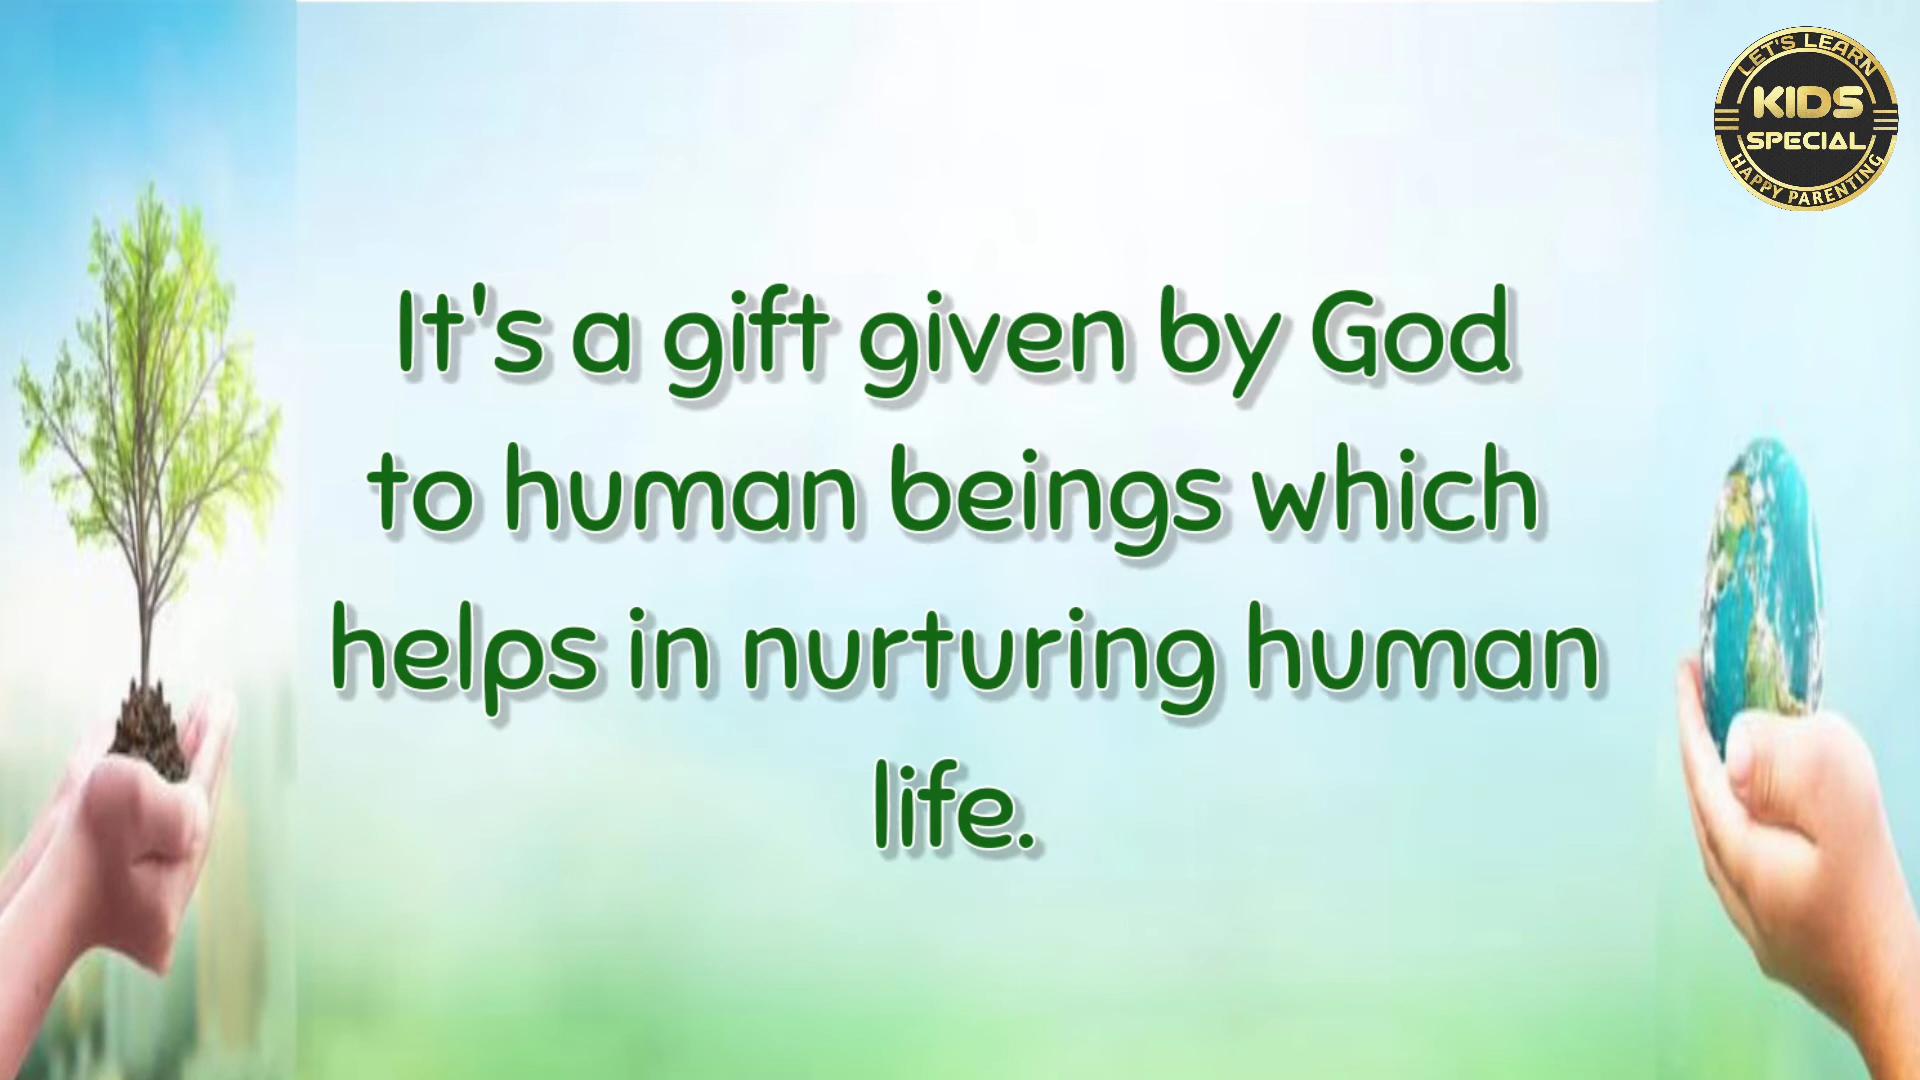 LET'S LEARN
KIDS
SPECIAL
HAPPY PARENTING
It's a gift given by God
to human beings which
helps in nurturing human
life.